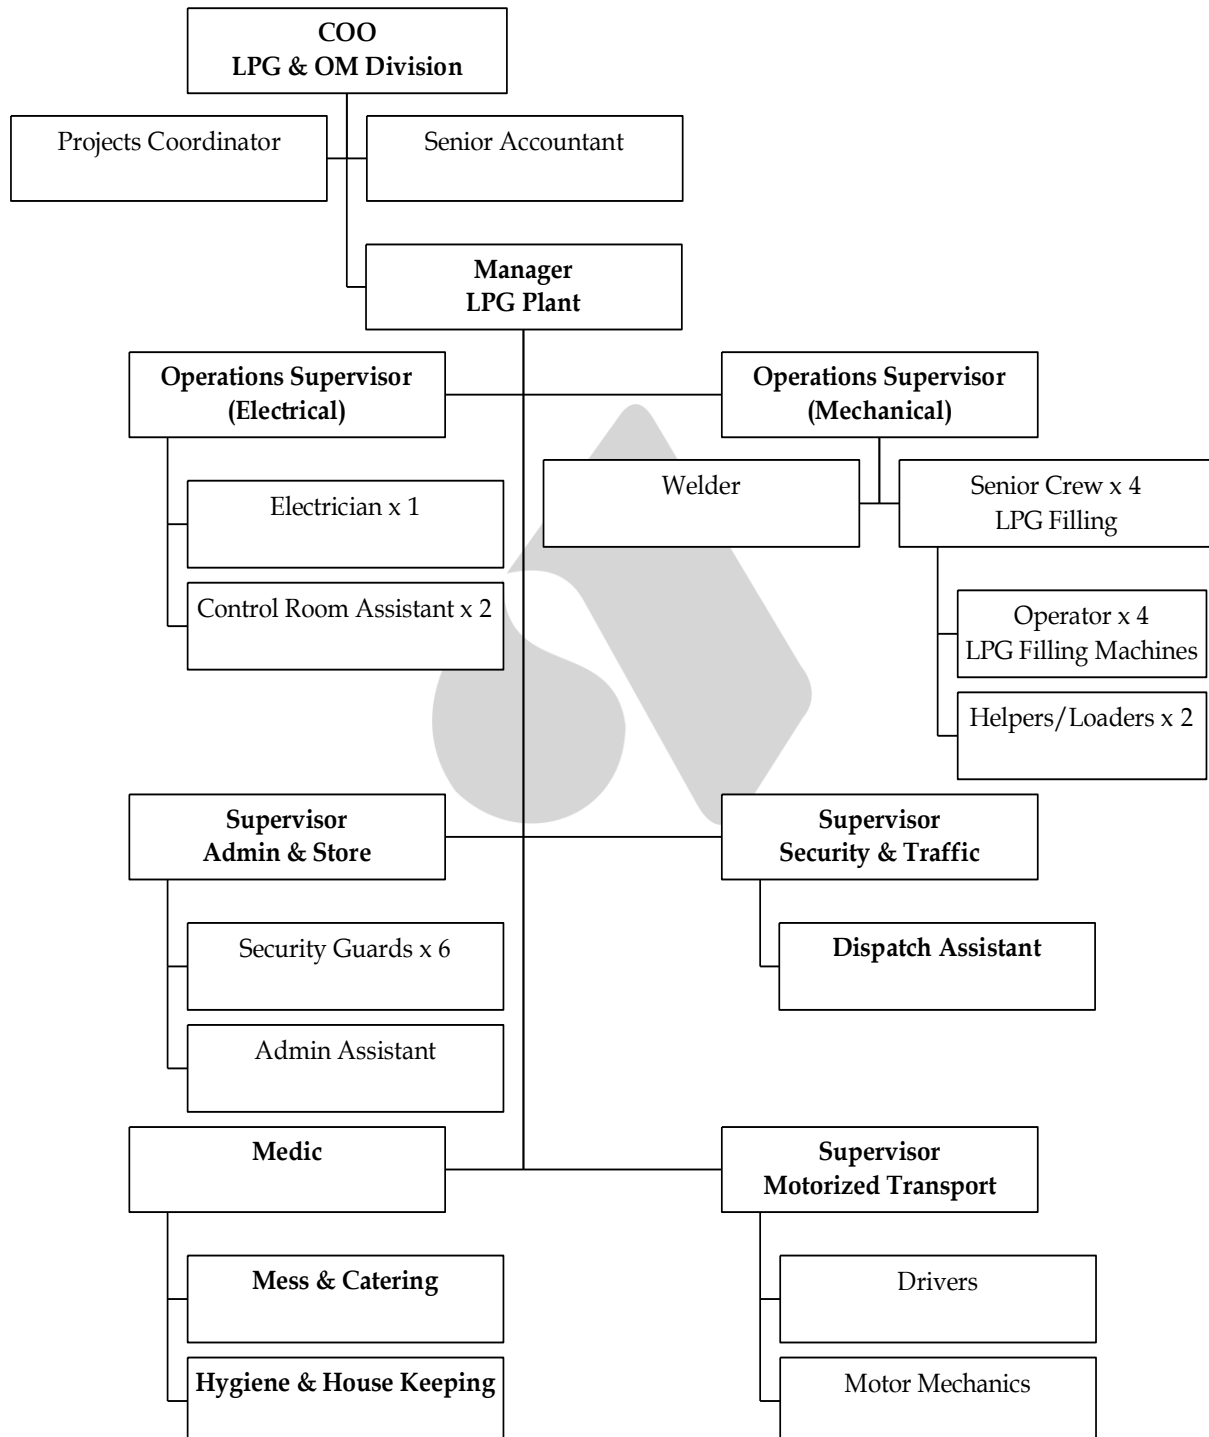 COO
LPG & OM Division
Projects Coordinator
Senior Accountant
Manager
LPG Plant
Operations Supervisor
(Electrical)
Operations Supervisor
(Mechanical)
Electrician x 1
Welder
Senior Crew x 4
LPG Filling
Control Room Assistant x 2
Operator x 4
LPG Filling Machines
Helpers/Loaders x 2
Supervisor
Admin & Store
Supervisor
Security & Traffic
Security Guards x 6
Dispatch Assistant
Admin Assistant
Medic
Supervisor
Motorized Transport
Mess & Catering
Drivers
Hygiene & House Keeping
Motor Mechanics